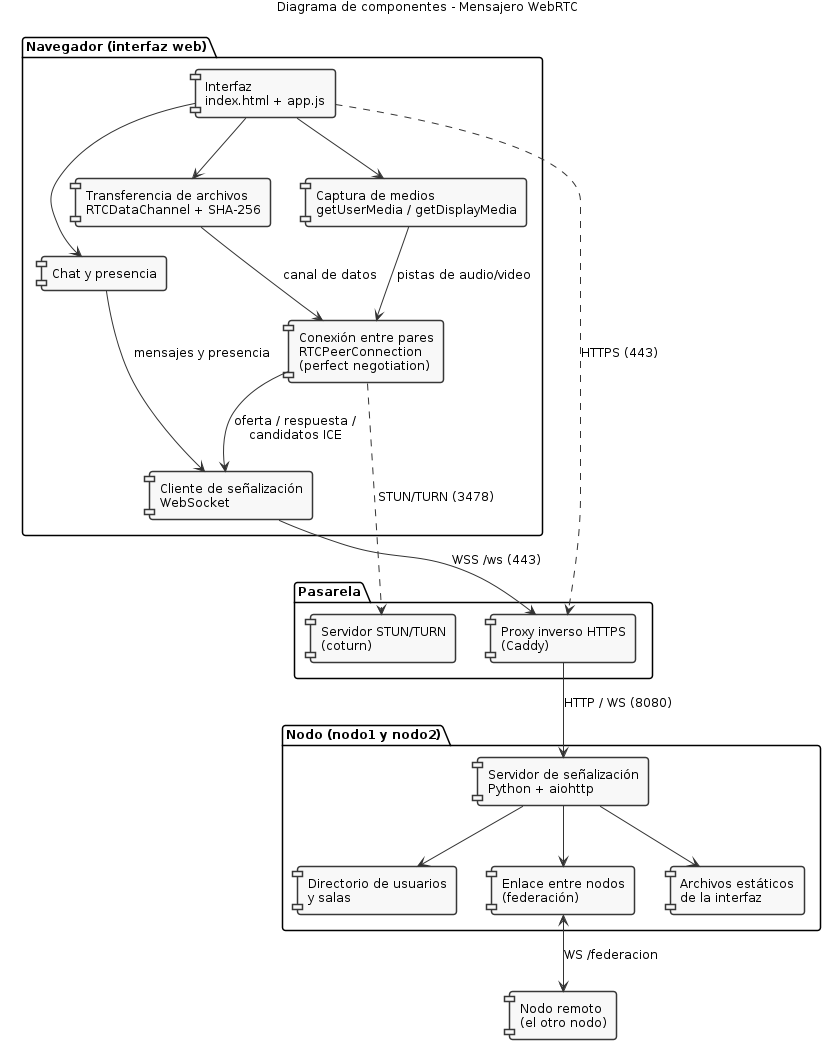 Diagrama de componentes - Mensajero WebRTC
Navegador (interfaz web)
Interfaz
index.html + app.js
Transferencia de archivos
RTCDataChannel + SHA-256
Captura de medios
getUserMedia / getDisplayMedia
Chat y presencia
canal de datos
pistas de audio/video
Conexión entre pares
RTCPeerConnection
(perfect negotiation)
mensajes y presencia
HTTPS (443)
oferta / respuesta /
candidatos ICE
Cliente de señalización
WebSocket
STUN/TURN (3478)
WSS /ws (443)
Pasarela
Servidor STUN/TURN
(coturn)
Proxy inverso HTTPS
(Caddy)
HTTP / WS (8080)
Nodo (nodo1 y nodo2)
Servidor de señalización
Python + aiohttp
Directorio de usuarios
y salas
Enlace entre nodos
(federación)
Archivos estáticos
de la interfaz
WS /federacion
Nodo remoto
(el otro nodo)